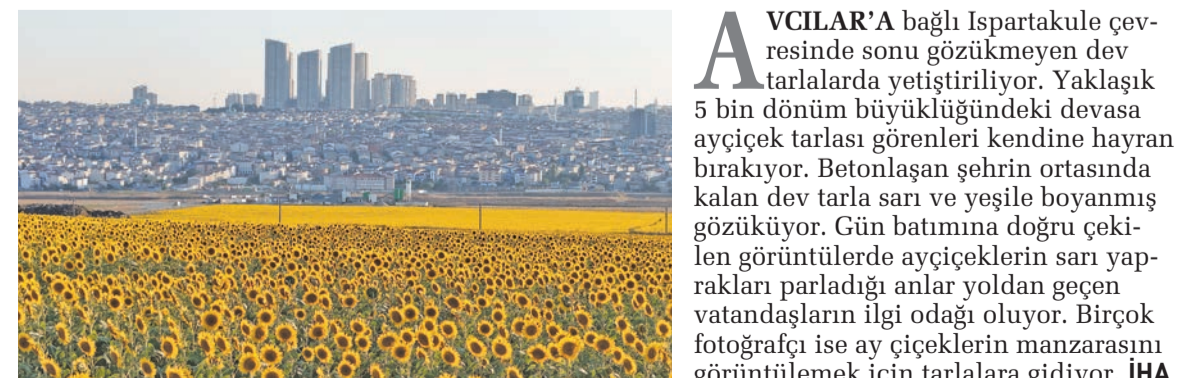 AVCILAR'A bağlı Ispartakule çev-
resinde sonu gözükmeyen dev
tarlalarda yetiştiriliyor. Yaklaşık
5 bin dönüm büyüklüğündeki devasa
ayçiçek tarlası görenleri kendine hayran
bırakıyor. Betonlaşan şehrin ortasında
kalan dev tarla sarı ve yeşile boyanmış
gözüküyor. Gün batımına doğru çeki-
len görüntülerde ayçiçeklerin sarı yap-
rakları parladığı anlar yoldan geçen
vatandaşların ilgi odağı oluyor. Birçok
fotoğrafçı ise ay çiçeklerin manzarasını
görüntülemek için tarlalara gidiyor. İHA